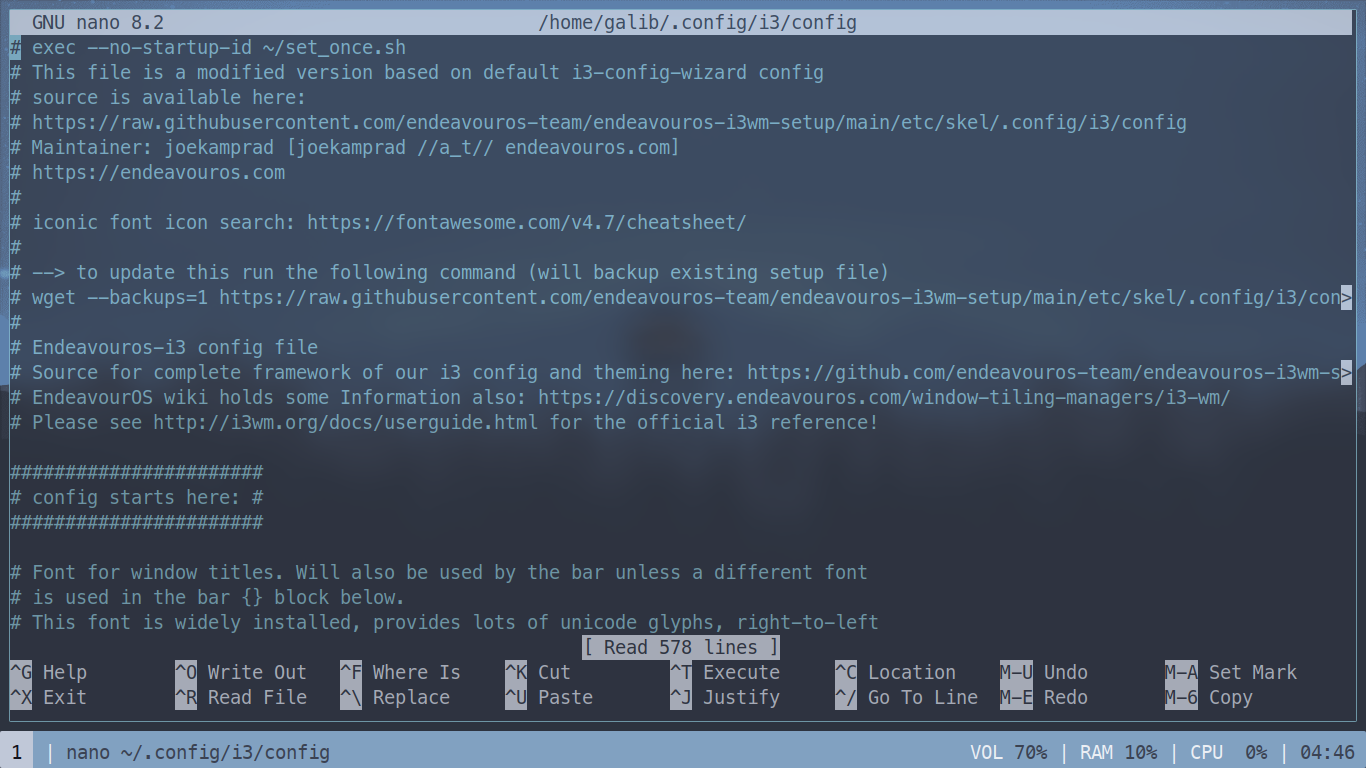 GNU nano 8.2 /home/galib/.config/i3/config
# exec --no-startup-id ~/set_once.sh
# This file is a modified version based on default i3-config-wizard config
# source is available here:
# https://raw.githubusercontent.com/endeavouros-team/endeavouros-i3wm-setup/main/etc/skel/.config/i3/config
# Maintainer: joekamprad [joekamprad //a_t// endeavouros.com]
# https://endeavouros.com
#
# iconic font icon search: https://fontawesome.com/v4.7/cheatsheet/
#
# --> to update this run the following command (will backup existing setup file)
# wget --backups=1 https://raw.githubusercontent.com/endeavouros-team/endeavouros-i3wm-setup/main/etc/skel/.config/i3/con>
#
# Endeavouros-i3 config file
# Source for complete framework of our i3 config and theming here: https://github.com/endeavouros-team/endeavouros-i3wm-s>
# EndeavourOS wiki holds some Information also: https://discovery.endeavouros.com/window-tiling-managers/i3-wm/
# Please see http://i3wm.org/docs/userguide.html for the official i3 reference!
#######################
# config starts here: #
#######################
# Font for window titles. Will also be used by the bar unless a different font
# is used in the bar {} block below.
# This font is widely installed, provides lots of unicode glyphs, right-to-left
[ Read 578 lines ]
^G Help ^O Write Out ^F Where Is ^K Cut ^T Execute ^C Location M-U Undo M-A Set Mark
^X Exit ^R Read File ^\ Replace ^U Paste ^J Justify ^/ Go To Line M-E Redo M-6 Copy
1 | nano ~/.config/i3/config VOL 70% | RAM 10% | CPU 0% | 04:46